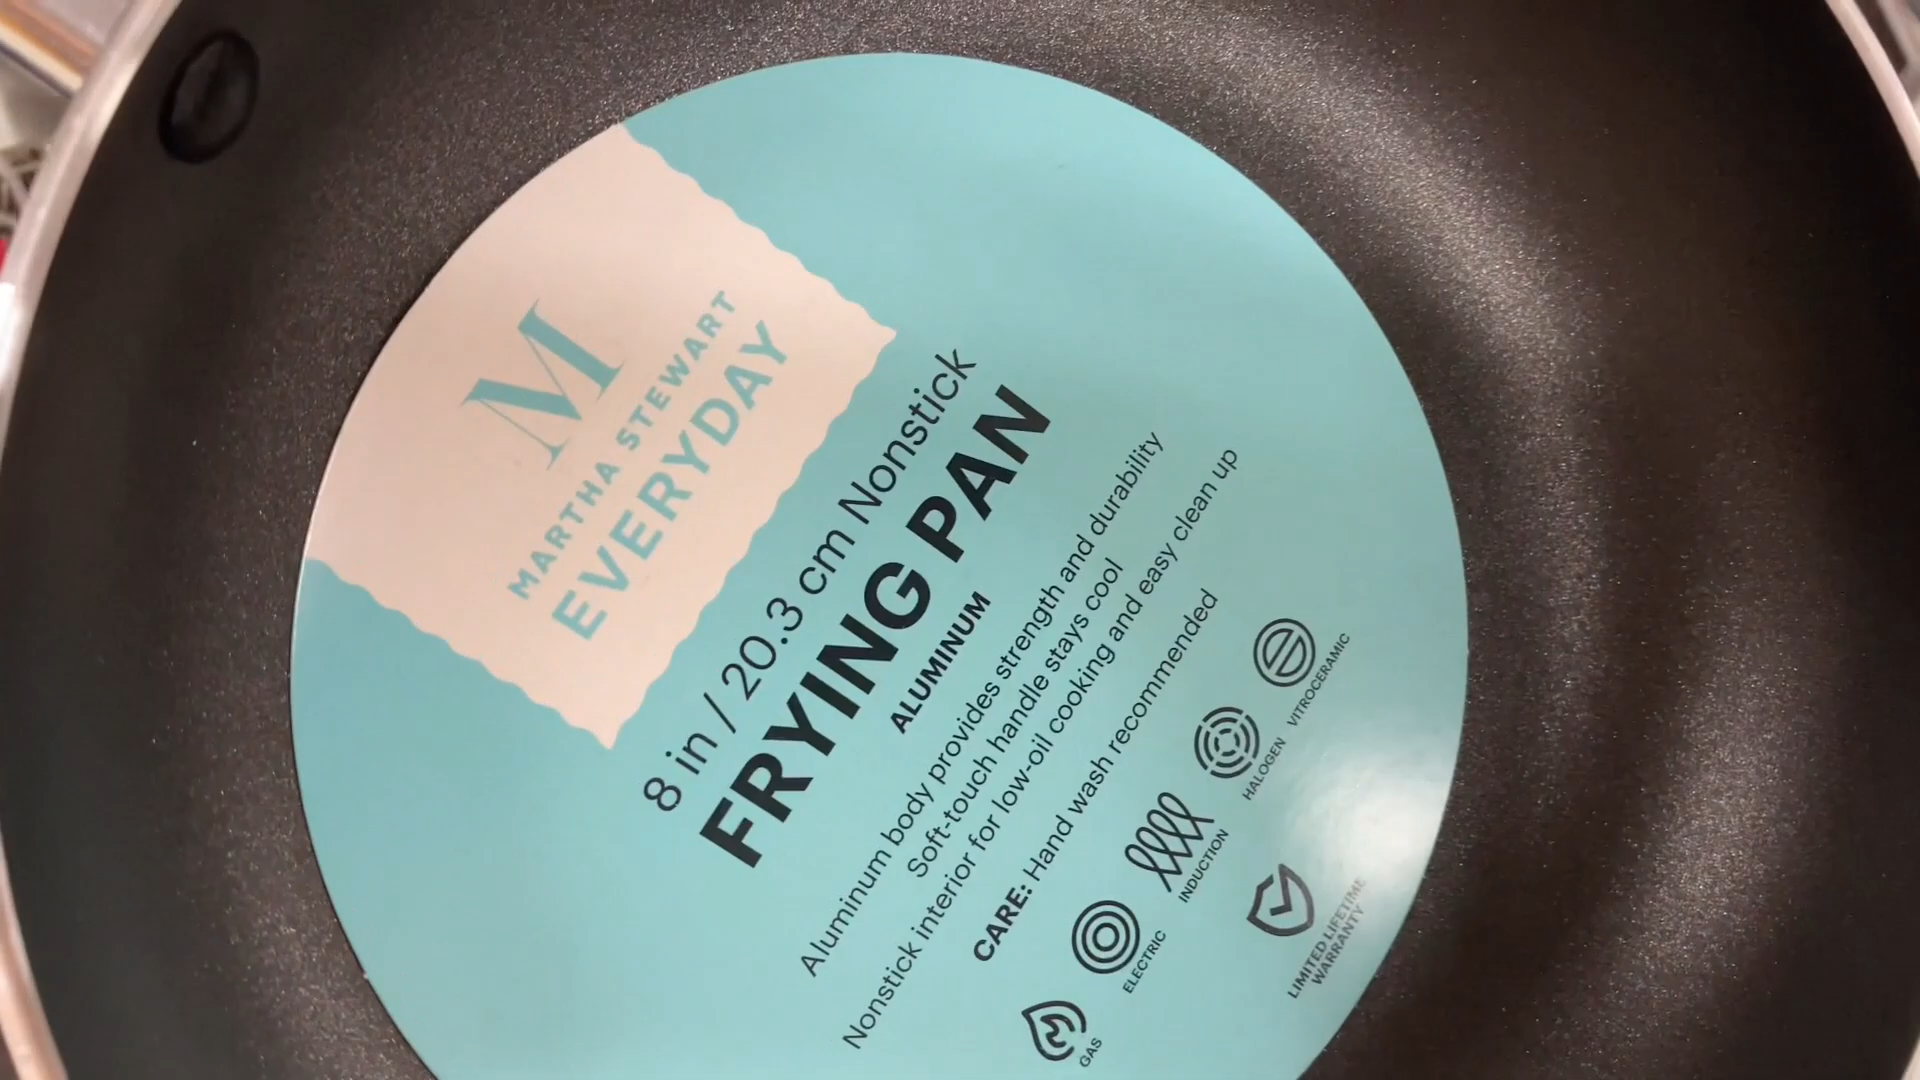 M
MARTHA STEWART
EVERYDAY
8 in / 20.3 cm Nonstick
FRYING PAN
ALUMINUM
Aluminum body provides strength and durability
Soft-touch handle stays cool
Nonstick interior for low-oil cooking and easy clean up
CARE: Hand wash recommended
GAS
ELECTRIC
INDUCTION
HALOGEN
VITROCERAMIC
LIMITED LIFETIME
WARRANTY